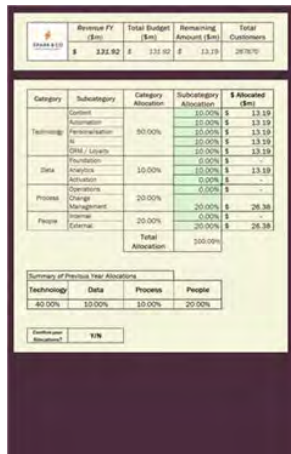 SPARK & CO
Revenue FY ($m) Total Budget ($m) Remaining Amount ($m) Total Customers
$ 131.92 $ 131.92 $ 13.19 287870
Category Subcategory Category Allocation Subcategory Allocation $ Allocated ($m)
Technology 50.00%
Content 10.00% $ 13.19
Automation 10.00% $ 13.19
Personalisation 10.00% $ 13.19
AI 10.00% $ 13.19
CRM / Loyalty 10.00% $ 13.19
Data 10.00%
Foundation 0.00% $ -
Analytics 10.00% $ 13.19
Activation 0.00% $ -
Process 20.00%
Operations 0.00% $ -
Change Management 20.00% $ 26.38
People 20.00%
Internal 0.00% $ -
External 20.00% $ 26.38
Total Allocation 100.00%
Summary of Previous Year Allocations
Technology Data Process People
40.00% 10.00% 10.00% 20.00%
Confirm your Allocations? Y/N